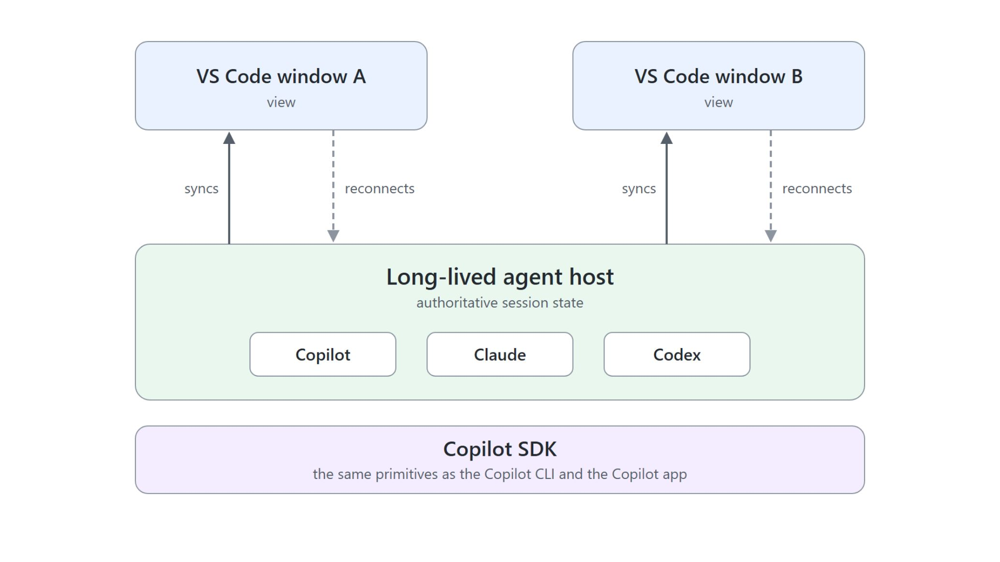 VS Code window A
view
VS Code window B
view
syncs
reconnects
syncs
reconnects
Long-lived agent host
authoritative session state
Copilot
Claude
Codex
Copilot SDK
the same primitives as the Copilot CLI and the Copilot app